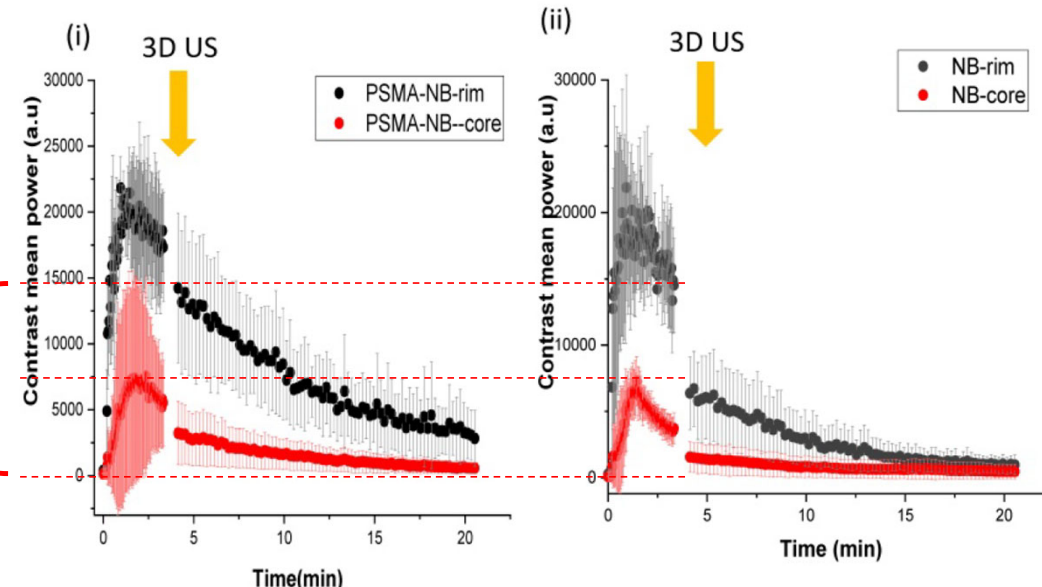 (i)
3D US
PSMA-NB-rim
PSMA-NB--core
Contrast mean power (a.u)
30000
25000
20000
15000
10000
5000
0
0
5
10
15
20
Time(min)
(ii)
3D US
NB-rim
NB-core
Contrast mean power (a.u)
30000
20000
10000
0
0
5
10
15
20
Time (min)